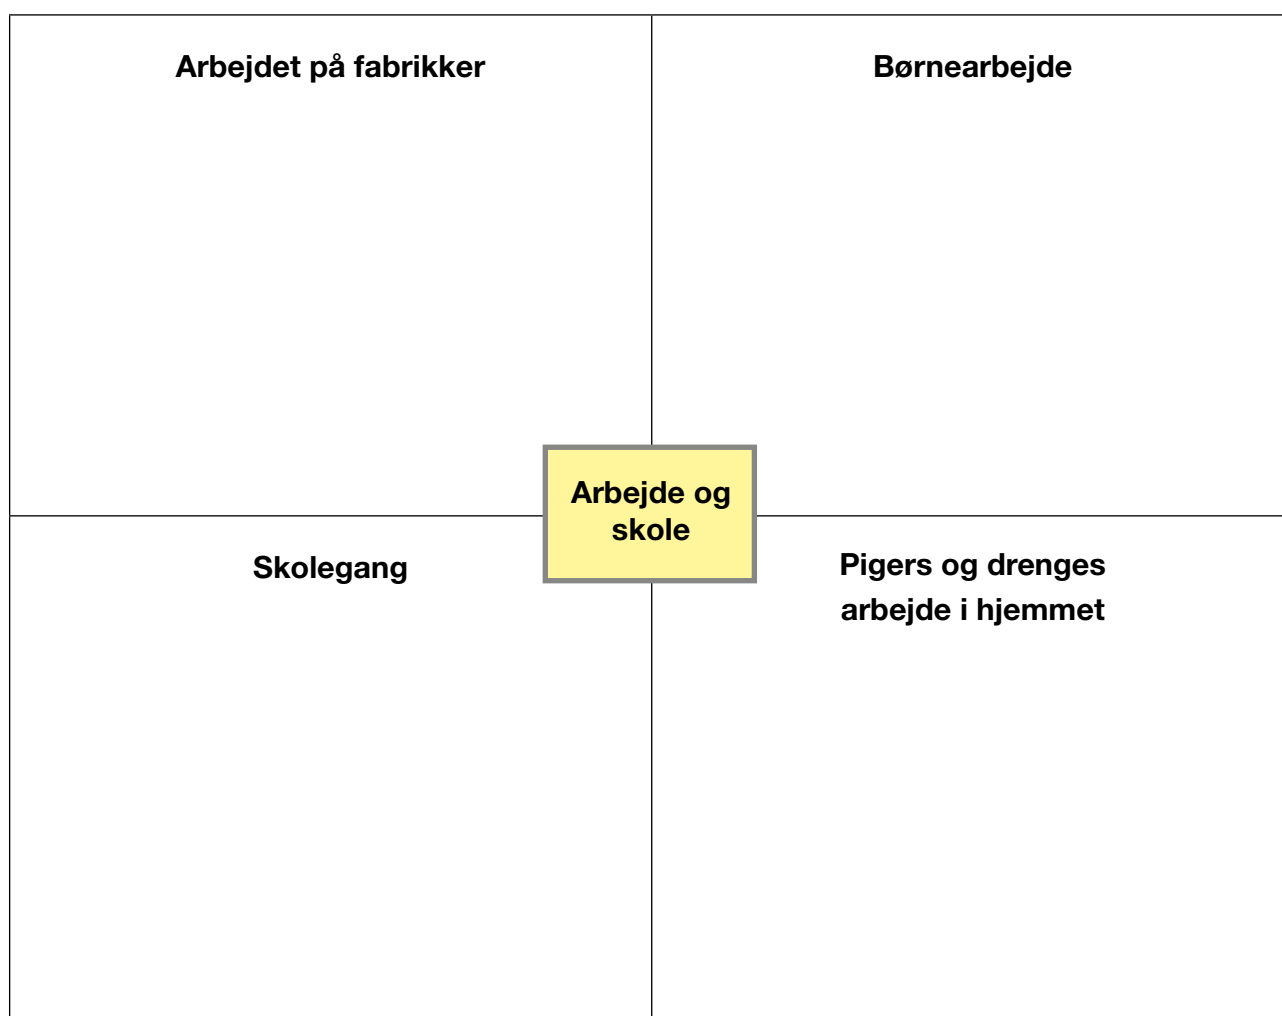 Arbejdet på fabrikker
Børnearbejde
Arbejde og
skole
Skolegang
Pigers og drenges
arbejde i hjemmet